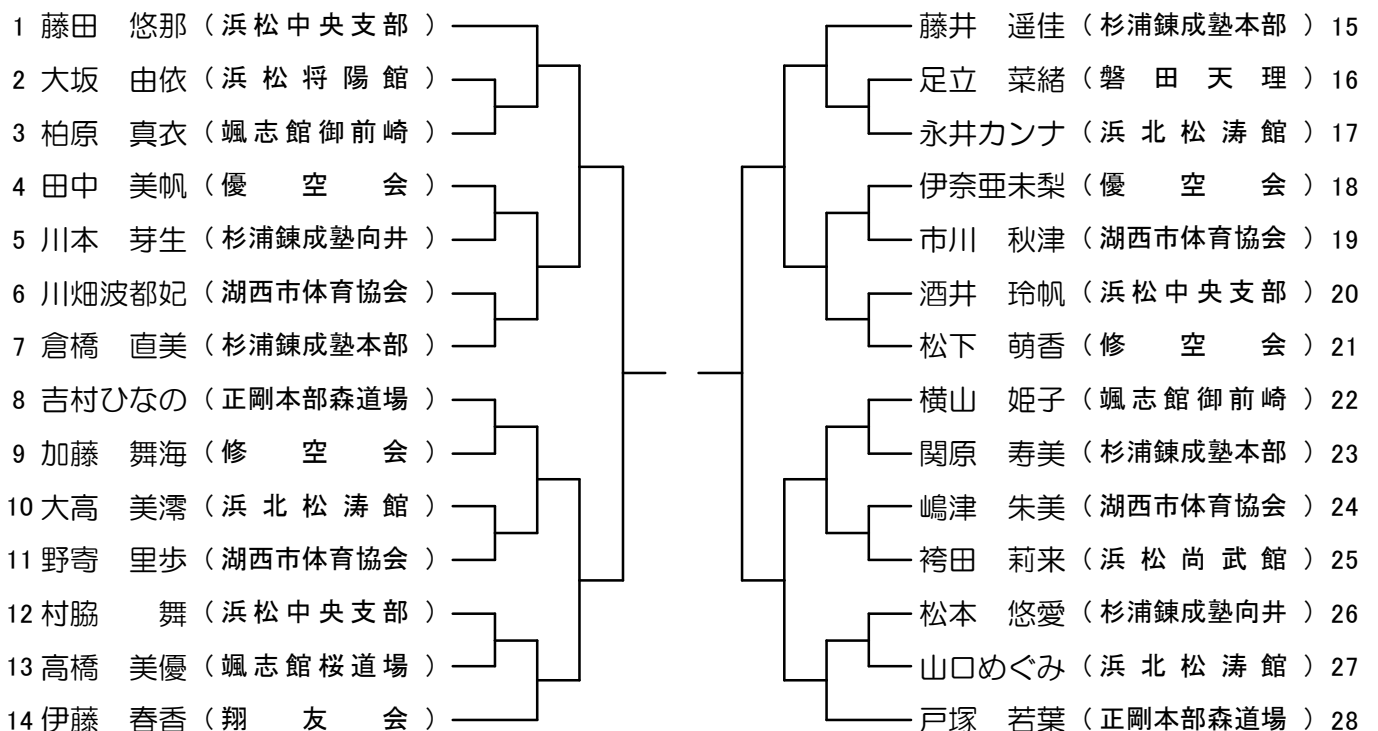 1 藤田 悠那 (浜松中央支部)
2 大坂 由依 (浜松将陽館)
3 柏原 真衣 (颯志館御前崎)
4 田中 美帆 (優空会)
5 川本 芽生 (杉浦錬成塾向井)
6 川畑波都妃 (湖西市体育協会)
7 倉橋 直美 (杉浦錬成塾本部)
8 吉村ひなの (正剛本部森道場)
9 加藤 舞海 (修空会)
10 大高 美澪 (浜北松涛館)
11 野寄 里歩 (湖西市体育協会)
12 村脇 舞 (浜松中央支部)
13 高橋 美優 (颯志館桜道場)
14 伊藤 春香 (翔友会)
藤井 遥佳 (杉浦錬成塾本部) 15
足立 菜緒 (磐田天理) 16
永井カンナ (浜北松涛館) 17
伊奈亜未梨 (優空会) 18
市川 秋津 (湖西市体育協会) 19
酒井 玲帆 (浜松中央支部) 20
松下 萌香 (修空会) 21
横山 姫子 (颯志館御前崎) 22
関原 寿美 (杉浦錬成塾本部) 23
嶋津 朱美 (湖西市体育協会) 24
袴田 莉来 (浜松尚武館) 25
松本 悠愛 (杉浦錬成塾向井) 26
山口めぐみ (浜北松涛館) 27
戸塚 若葉 (正剛本部森道場) 28